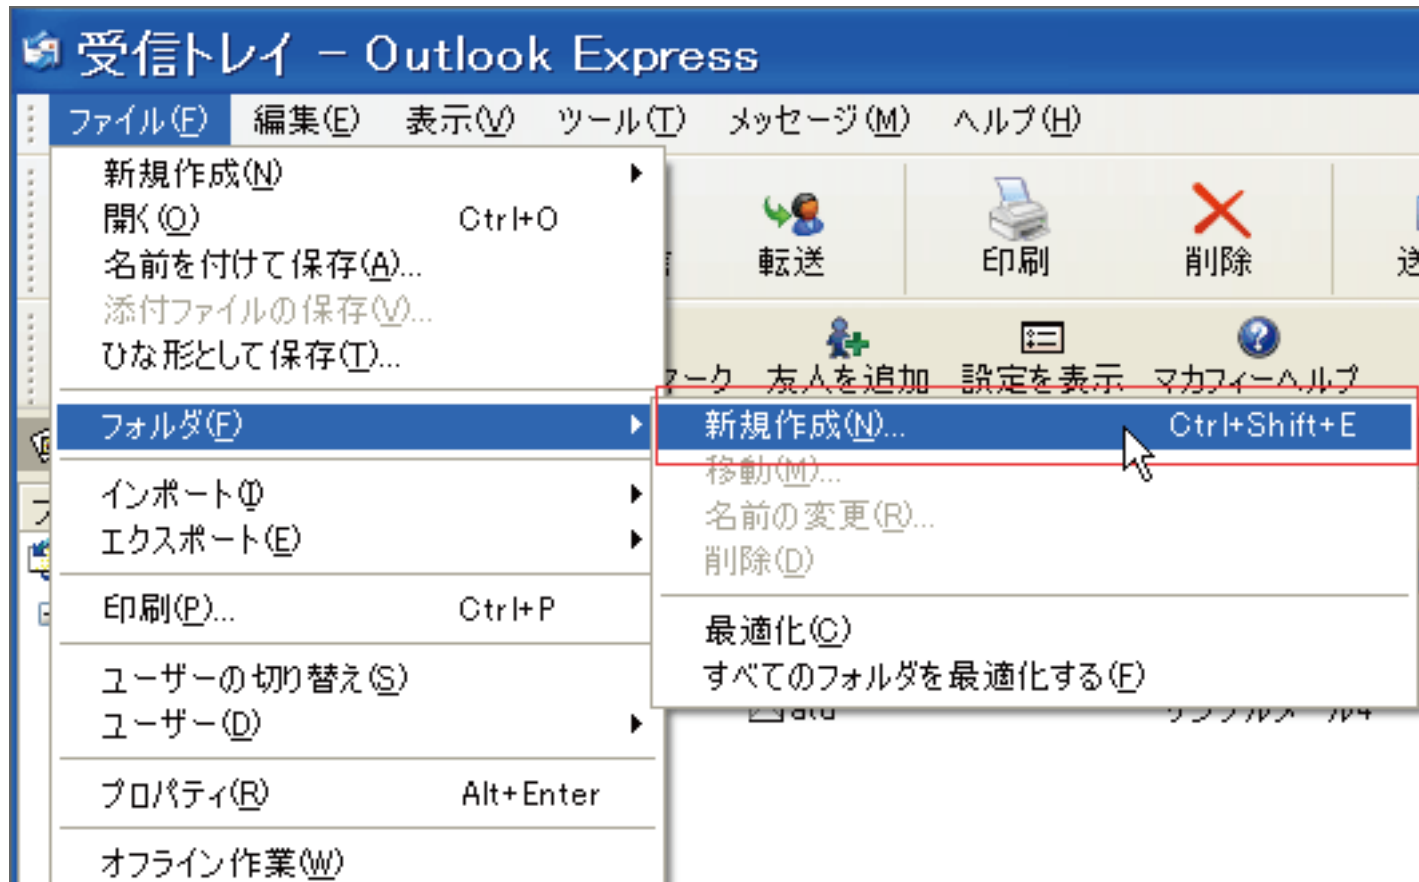 受信トレイ - Outlook Express
ファイル(F) 編集(E) 表示(V) ツール(T) メッセージ(M) ヘルプ(H)
新規作成(N)
開く(O) Ctrl+O
名前を付けて保存(A)...
添付ファイルの保存(V)...
ひな形として保存(T)...
フォルダ(F)
インポート(I)
エクスポート(E)
印刷(P)... Ctrl+P
ユーザーの切り替え(S)
ユーザー(D)
プロパティ(R) Alt+Enter
オフライン作業(W)
転送 印刷 削除 送
マーク 友人を追加 設定を表示 マカフィーヘルプ
新規作成(N)... Ctrl+Shift+E
移動(M)...
名前の変更(R)...
削除(D)
最適化(C)
すべてのフォルダを最適化する(F)